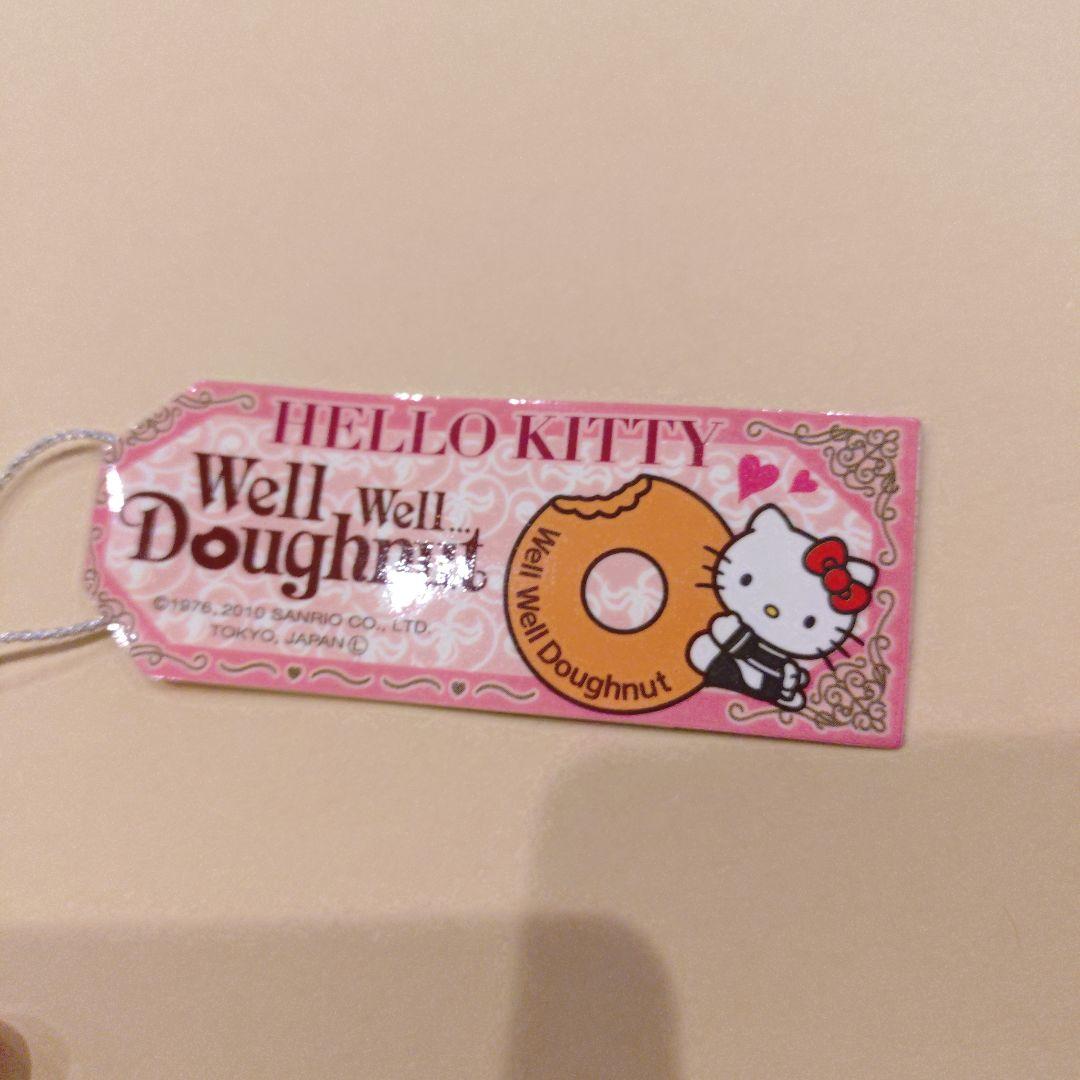 HELLO KITTY
Well Well...
Doughnut
©1976, 2010 SANRIO CO., LTD.
TOKYO, JAPAN Ⓛ
Well Well Doughnut